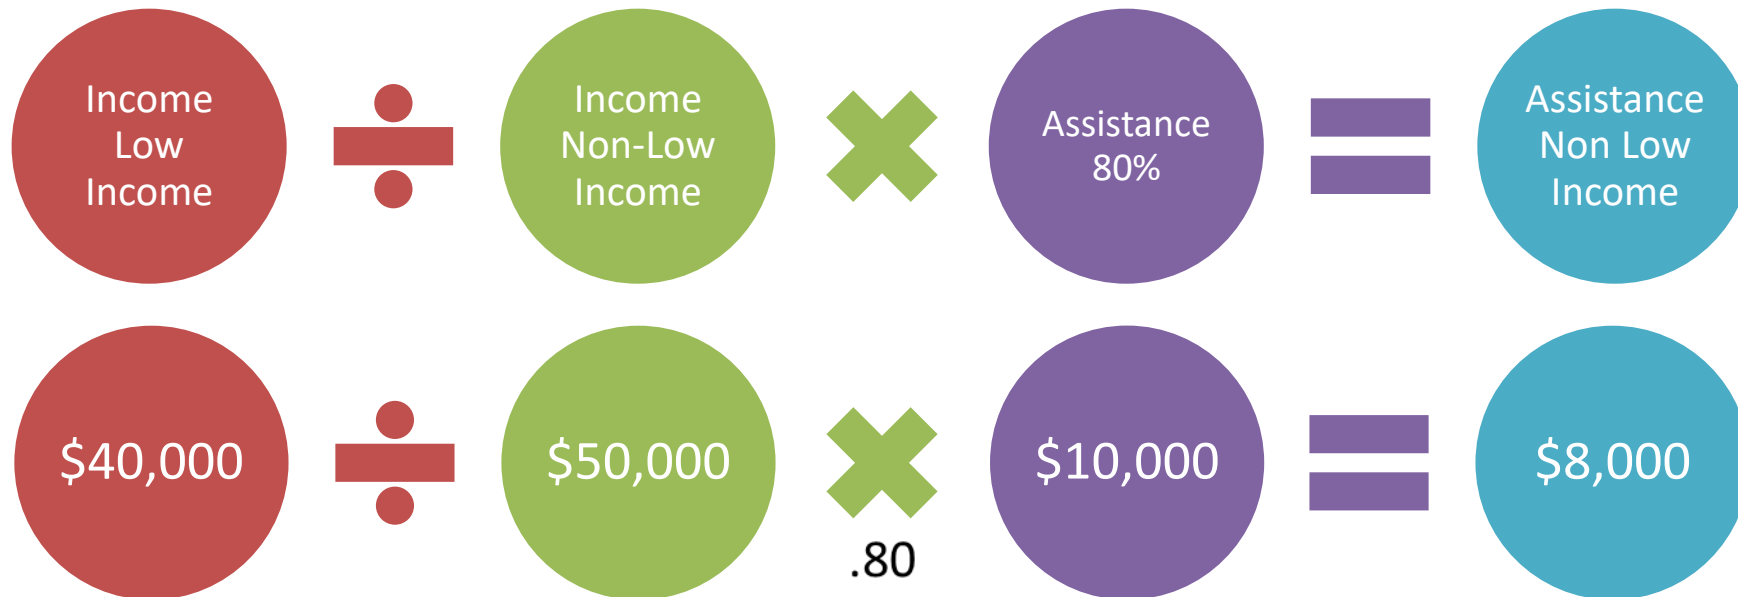 Income
Low
Income
Income
Non-Low
Income
Assistance
80%
Assistance
Non Low
Income
$40,000
$50,000
$10,000
$8,000
.80